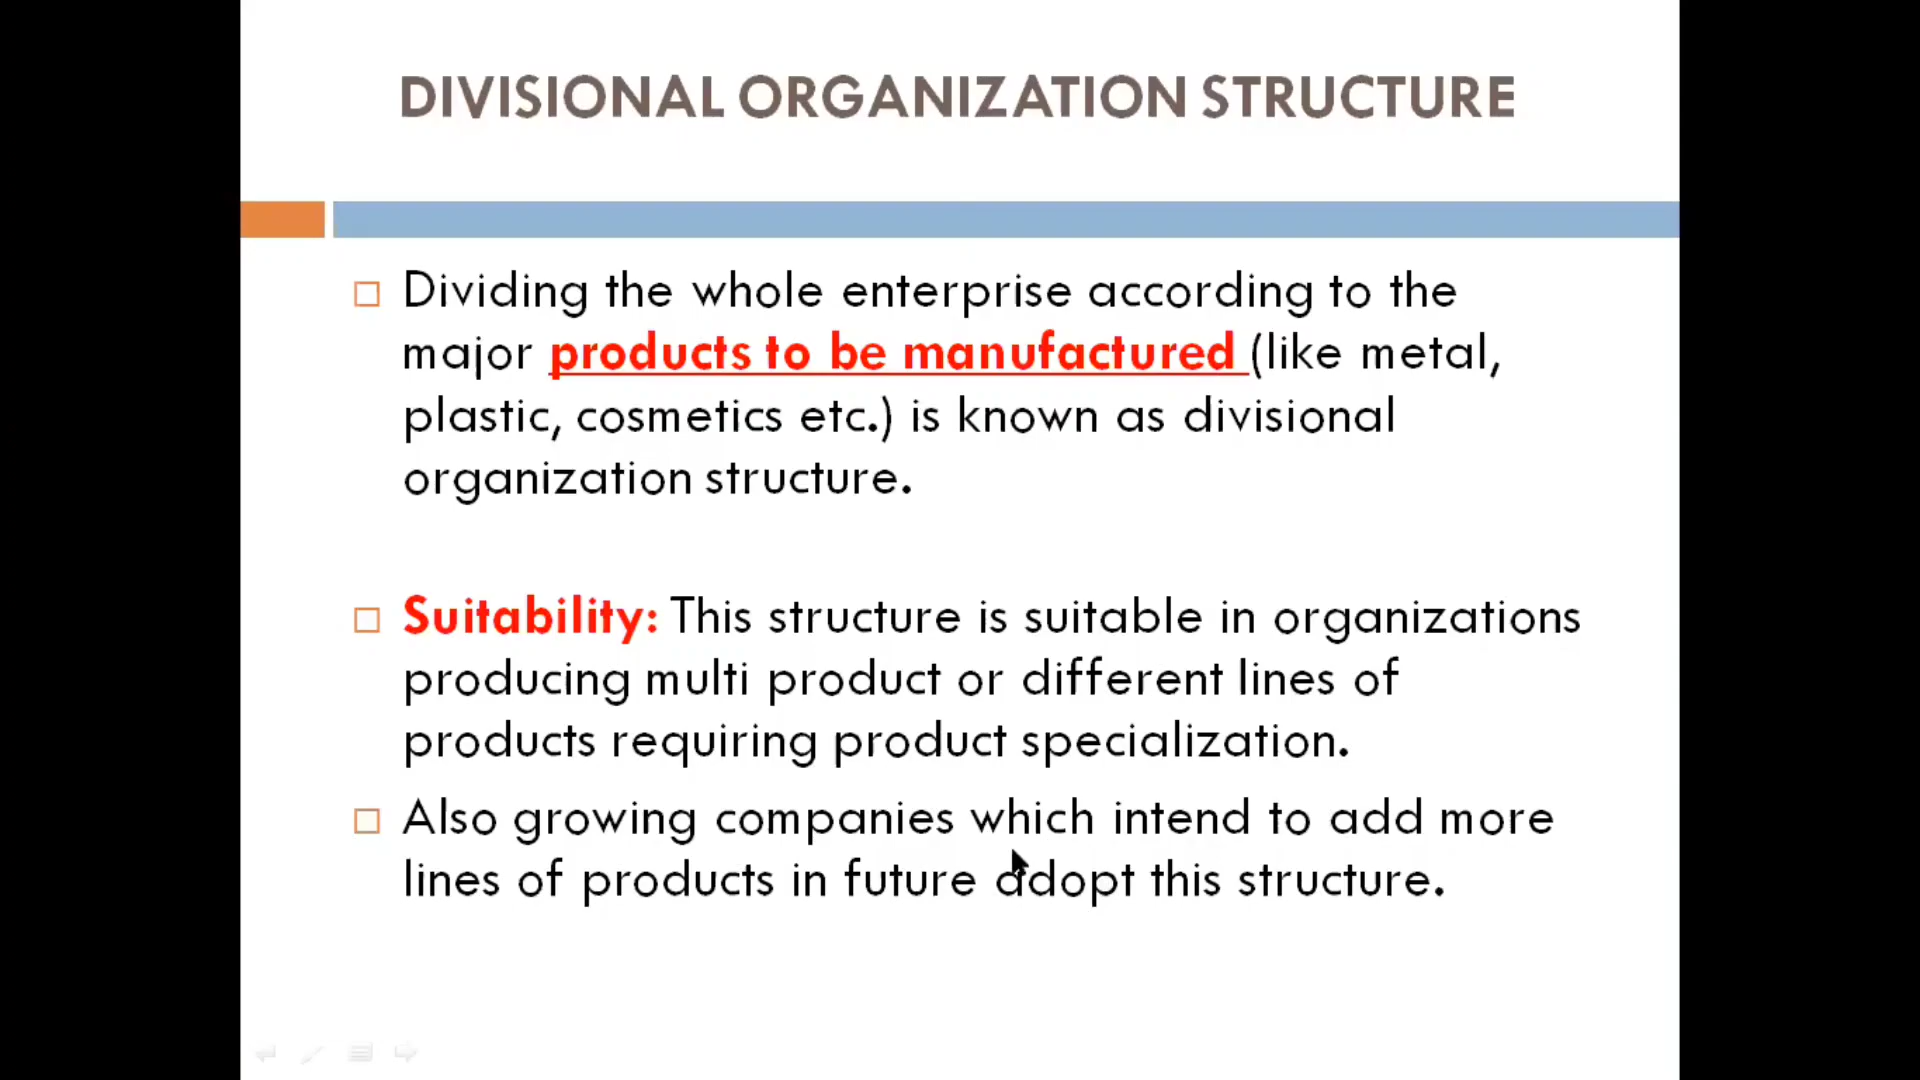 DIVISIONAL ORGANIZATION STRUCTURE
Dividing the whole enterprise according to the
major products to be manufactured (like metal,
plastic, cosmetics etc.) is known as divisional
organization structure.
Suitability: This structure is suitable in organizations
producing multi product or different lines of
products requiring product specialization.
Also growing companies which intend to add more
lines of products in future adopt this structure.